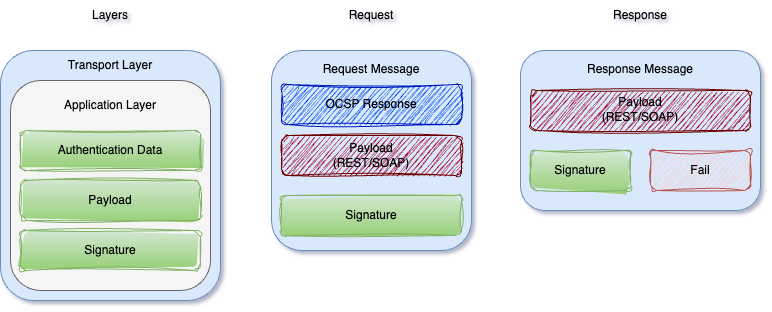 Layers
Transport Layer
Application Layer
Authentication Data
Payload
Signature
Request
Request Message
OCSP Response
Payload
(REST/SOAP)
Signature
Response
Response Message
Payload
(REST/SOAP)
Signature
Fail